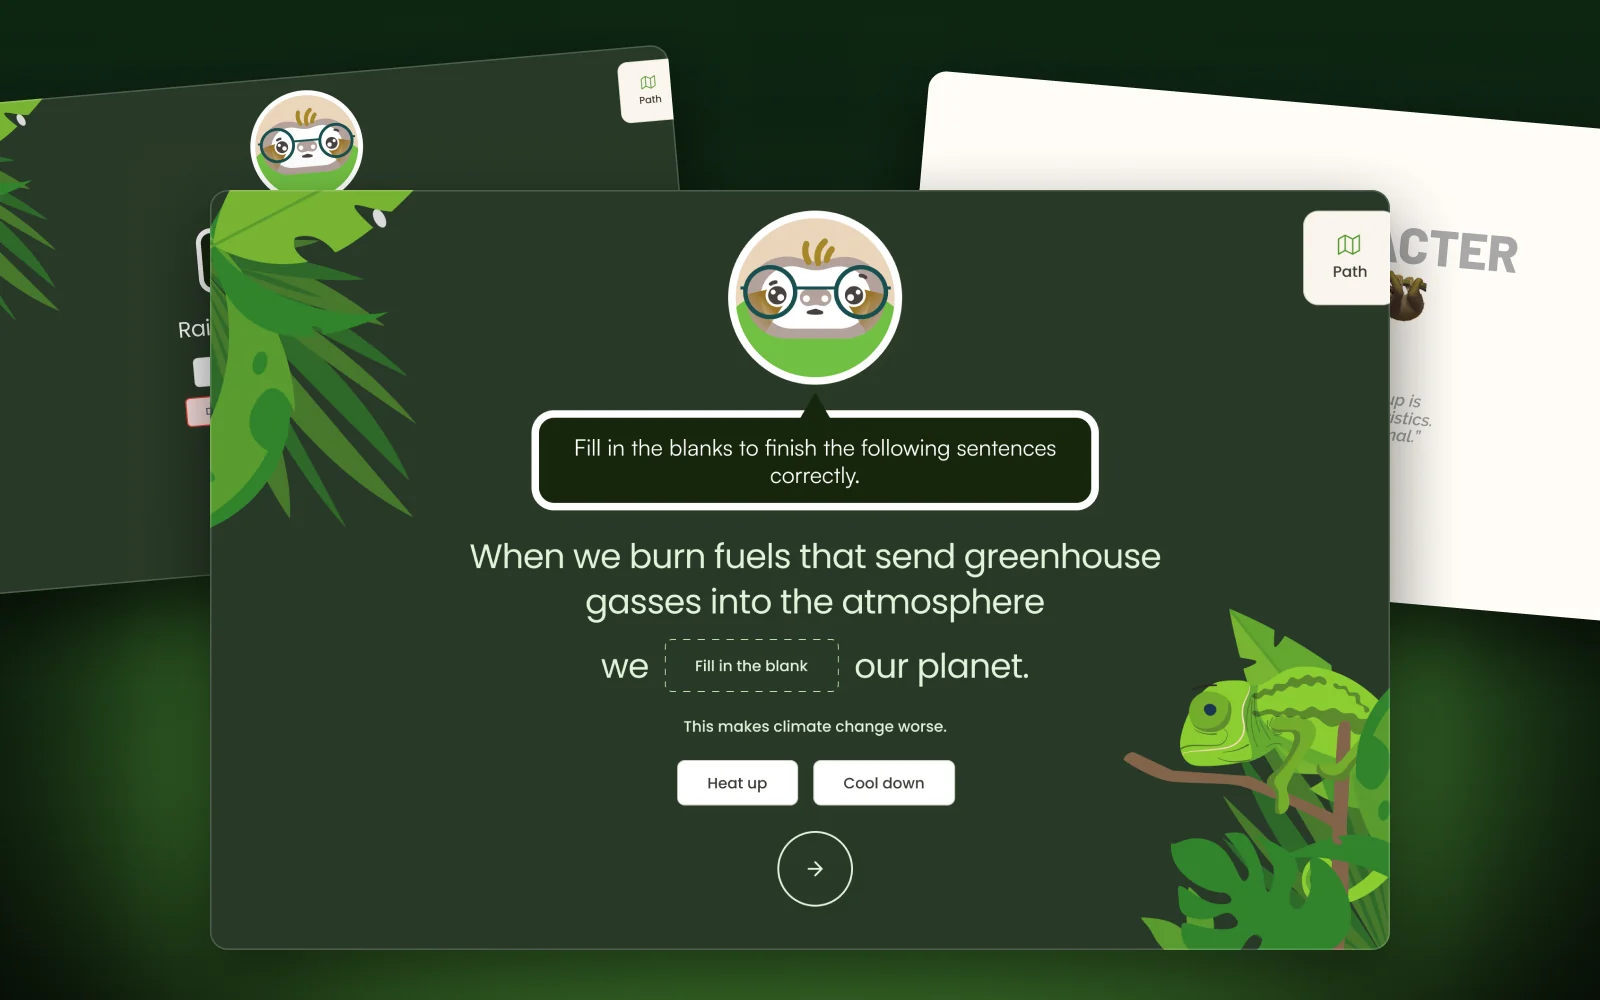 Path
Fill in the blanks to finish the following sentences
correctly.
When we burn fuels that send greenhouse
gasses into the atmosphere
we Fill in the blank our planet.
This makes climate change worse.
Heat up
Cool down
Path
up is